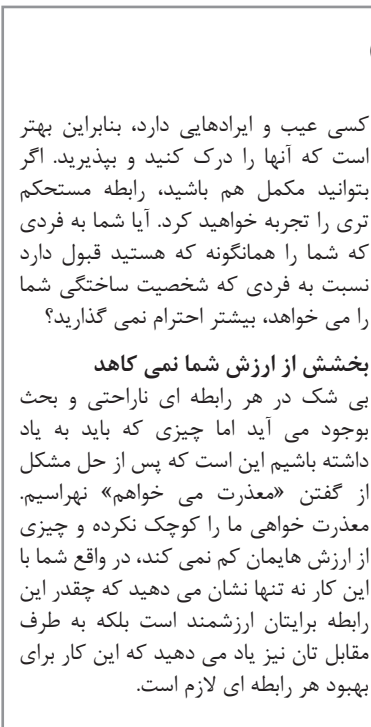 کسی عیب و ایرادهایی دارد، بنابراین بهتر
است که آنها را درک کنید و بپذیرید. اگر
بتوانید مکمل هم باشید، رابطه مستحکم
تری را تجربه خواهید کرد. آیا شما به فردی
که شما را همانگونه که هستید قبول دارد
نسبت به فردی که شخصیت ساختگی شما
را می خواهد، بیشتر احترام نمی گذارید؟
بخشش از ارزش شما نمی کاهد
بی شک در هر رابطه ای ناراحتی و بحث
بوجود می آید اما چیزی که باید به یاد
داشته باشیم این است که پس از حل مشکل
از گفتن «معذرت می خواهم» نهراسیم.
معذرت خواهی ما را کوچک نکرده و چیزی
از ارزش هایمان کم نمی کند، در واقع شما با
این کار نه تنها نشان می دهید که چقدر این
رابطه برایتان ارزشمند است بلکه به طرف
مقابل تان نیز یاد می دهید که این کار برای
بهبود هر رابطه ای لازم است.